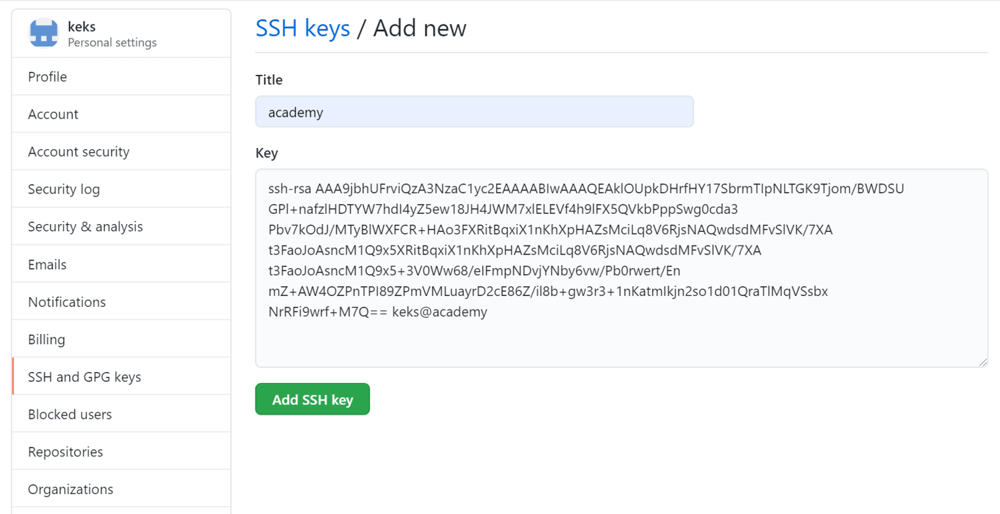 keks
Personal settings
Profile
Account
Account security
Security log
Security & analysis
Emails
Notifications
Billing
SSH and GPG keys
Blocked users
Repositories
Organizations
SSH keys / Add new
Title
academy
Key
ssh-rsa AAA9jbhUFrviQzA3NzaC1yc2EAAAABIwAAAQEAklOUpkDHrfHY17SbrmTIpNLTGK9Tjom/BWDSU
GPl+nafzlHDTYW7hdI4yZ5ew18JH4JWM7xlELEVf4h9lFX5QVkbPppSwg0cda3
Pbv7kOdJ/MTyBlWXFCR+HAo3FXRitBqxiX1nKhXpHAZsMciLq8V6RjsNAQwdsdMFvSlVK/7XA
t3FaoJoAsncM1Q9x5XRitBqxiX1nKhXpHAZsMciLq8V6RjsNAQwdsdMFvSlVK/7XA
t3FaoJoAsncM1Q9x5+3V0Ww68/eIFmpNDvjYNby6vw/Pb0rwert/En
mZ+AW4OZPnTPI89ZPmVMLuayrD2cE86Z/il8b+gw3r3+1nKatmIkjn2so1d01QraTlMqVSsbx
NrRFi9wrf+M7Q== keks@academy
Add SSH key